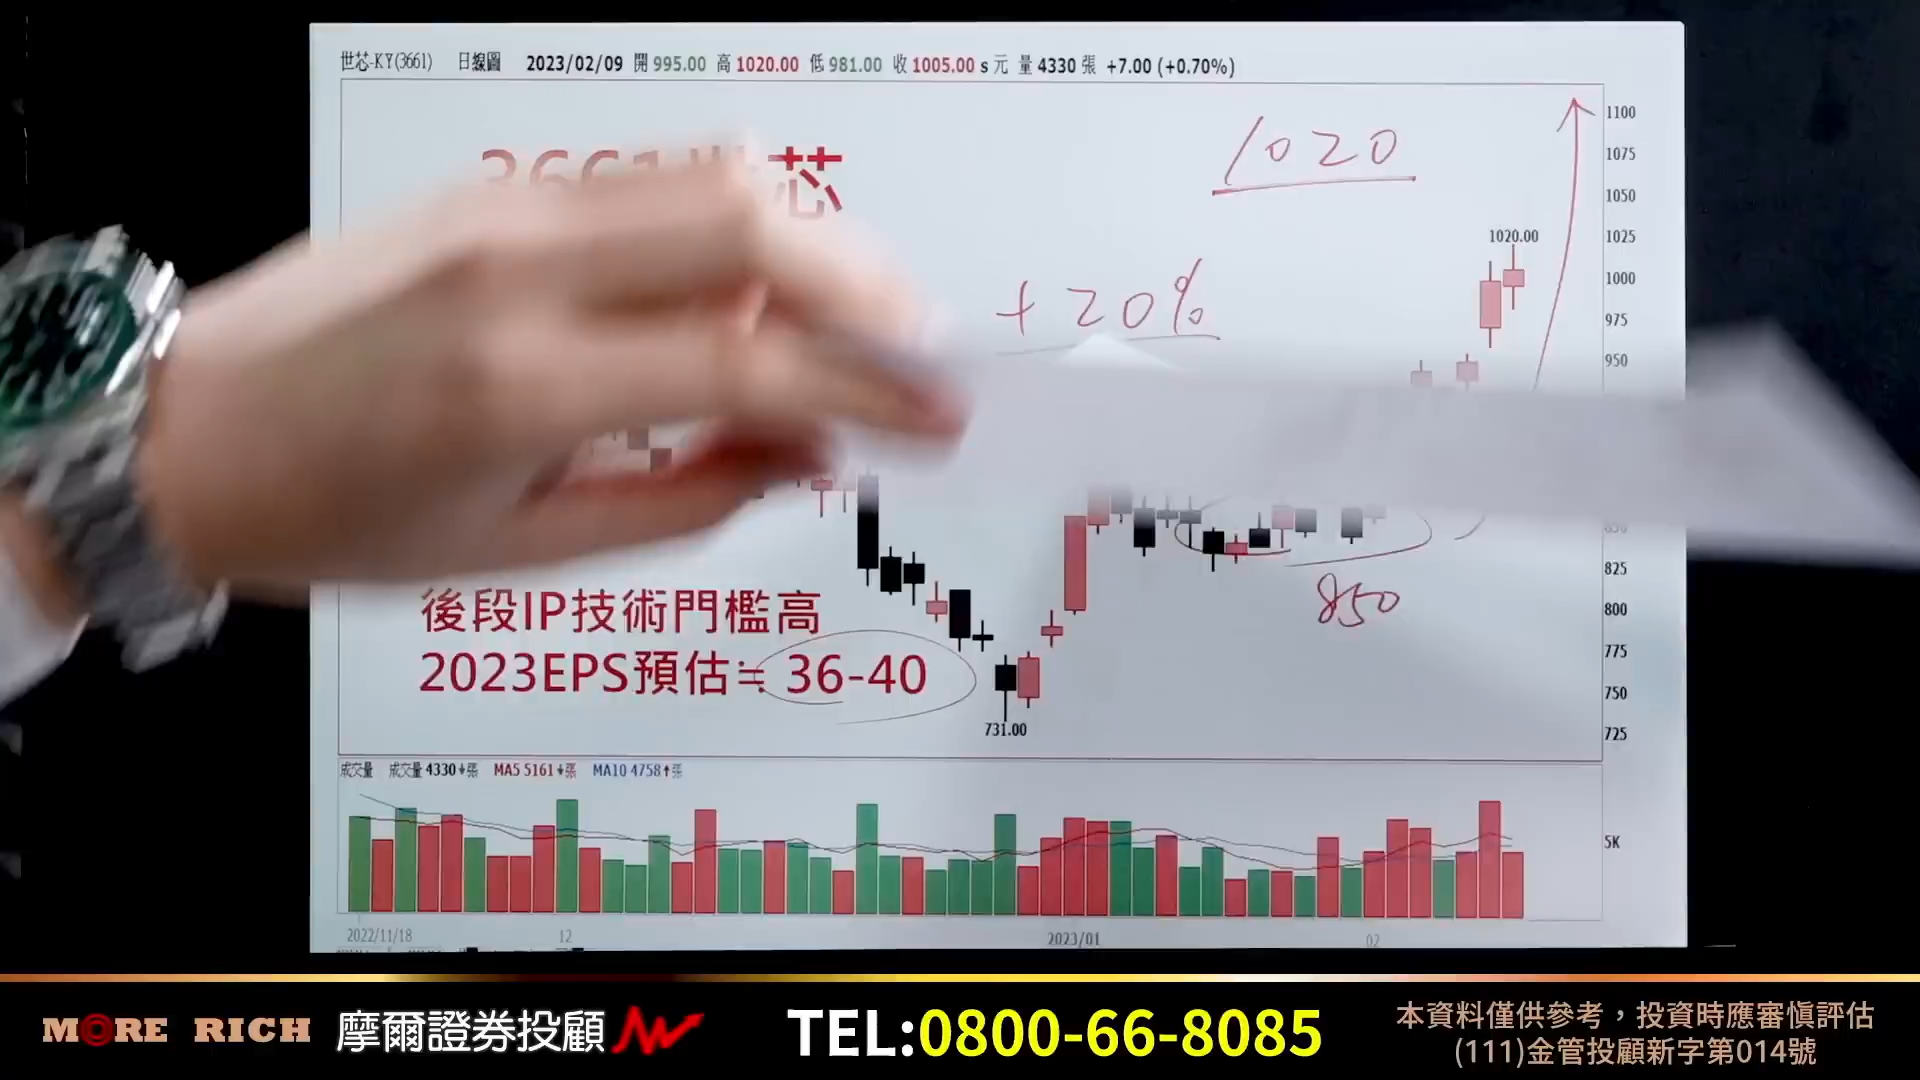 世芯-KY(3661) 日線圖 2023/02/09 開 995.00 高 1020.00 低 981.00 收 1005.00 s 元 量 4330 張 +7.00 (+0.70%)
3661 芯
1020
+20%
1020.00
1100
1075
1050
1025
1000
975
950
825
800
775
750
725
850
後段IP技術門檻高
2023EPS預估= 36-40
731.00
成交量 成交量 4330↓張 MA5 5161↓張 MA10 4758↑張
5K
2022/11/18 12 2023/01 02
MORE RICH 摩爾證券投顧 TEL:0800-66-8085
本資料僅供參考，投資時應審慎評估
(111)金管投顧新字第014號